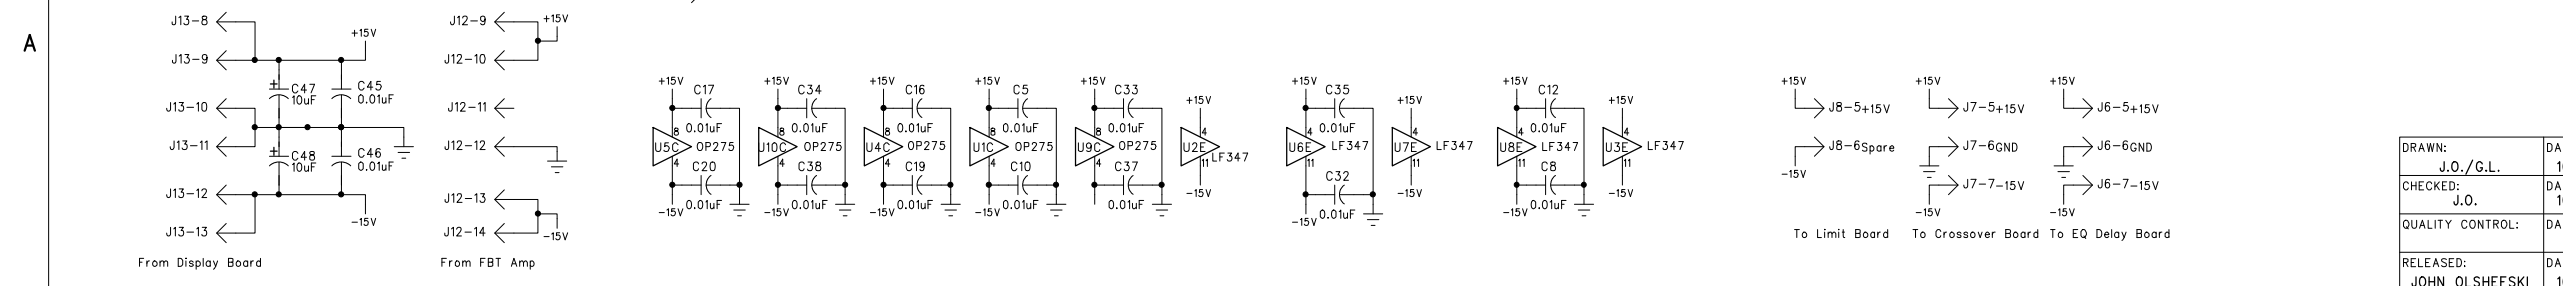 A
J13-8
J13-9
J13-10
J13-11
J13-12
J13-13
+15V
+
C47
10uF
C45
0.01uF
+
C48
10uF
C46
0.01uF
-15V
From Display Board
J12-9
J12-10
J12-11
J12-12
J12-13
J12-14
+15V
-15V
From FBT Amp
+15V
C17
0.01uF
8
U5C
OP275
4
C20
0.01uF
-15V
+15V
C34
0.01uF
8
U10C
OP275
4
C38
0.01uF
-15V
+15V
C16
0.01uF
8
U4C
OP275
4
C19
0.01uF
-15V
+15V
C5
0.01uF
8
U1C
OP275
4
C10
0.01uF
-15V
+15V
C33
0.01uF
8
U9C
OP275
4
C37
0.01uF
+15V
4
U2E
LF347
11
-15V
+15V
C35
0.01uF
4
U6E
LF347
11
C32
0.01uF
-15V
+15V
4
U7E
LF347
11
-15V
+15V
C12
0.01uF
4
U8E
LF347
11
C8
0.01uF
-15V
+15V
4
U3E
LF347
11
-15V
+15V
J8-5+15V
J8-6Spare
-15V
To Limit Board
+15V
J7-5+15V
J7-6GND
J7-7-15V
-15V
To Crossover Board
+15V
J6-5+15V
J6-6GND
J6-7-15V
-15V
To EQ Delay Board
DRAWN:
J.O./G.L.
CHECKED:
J.O.
QUALITY CONTROL:
RELEASED:
JOHN OLSHEFSKI
DA
1
DA
1
DA
DA
1